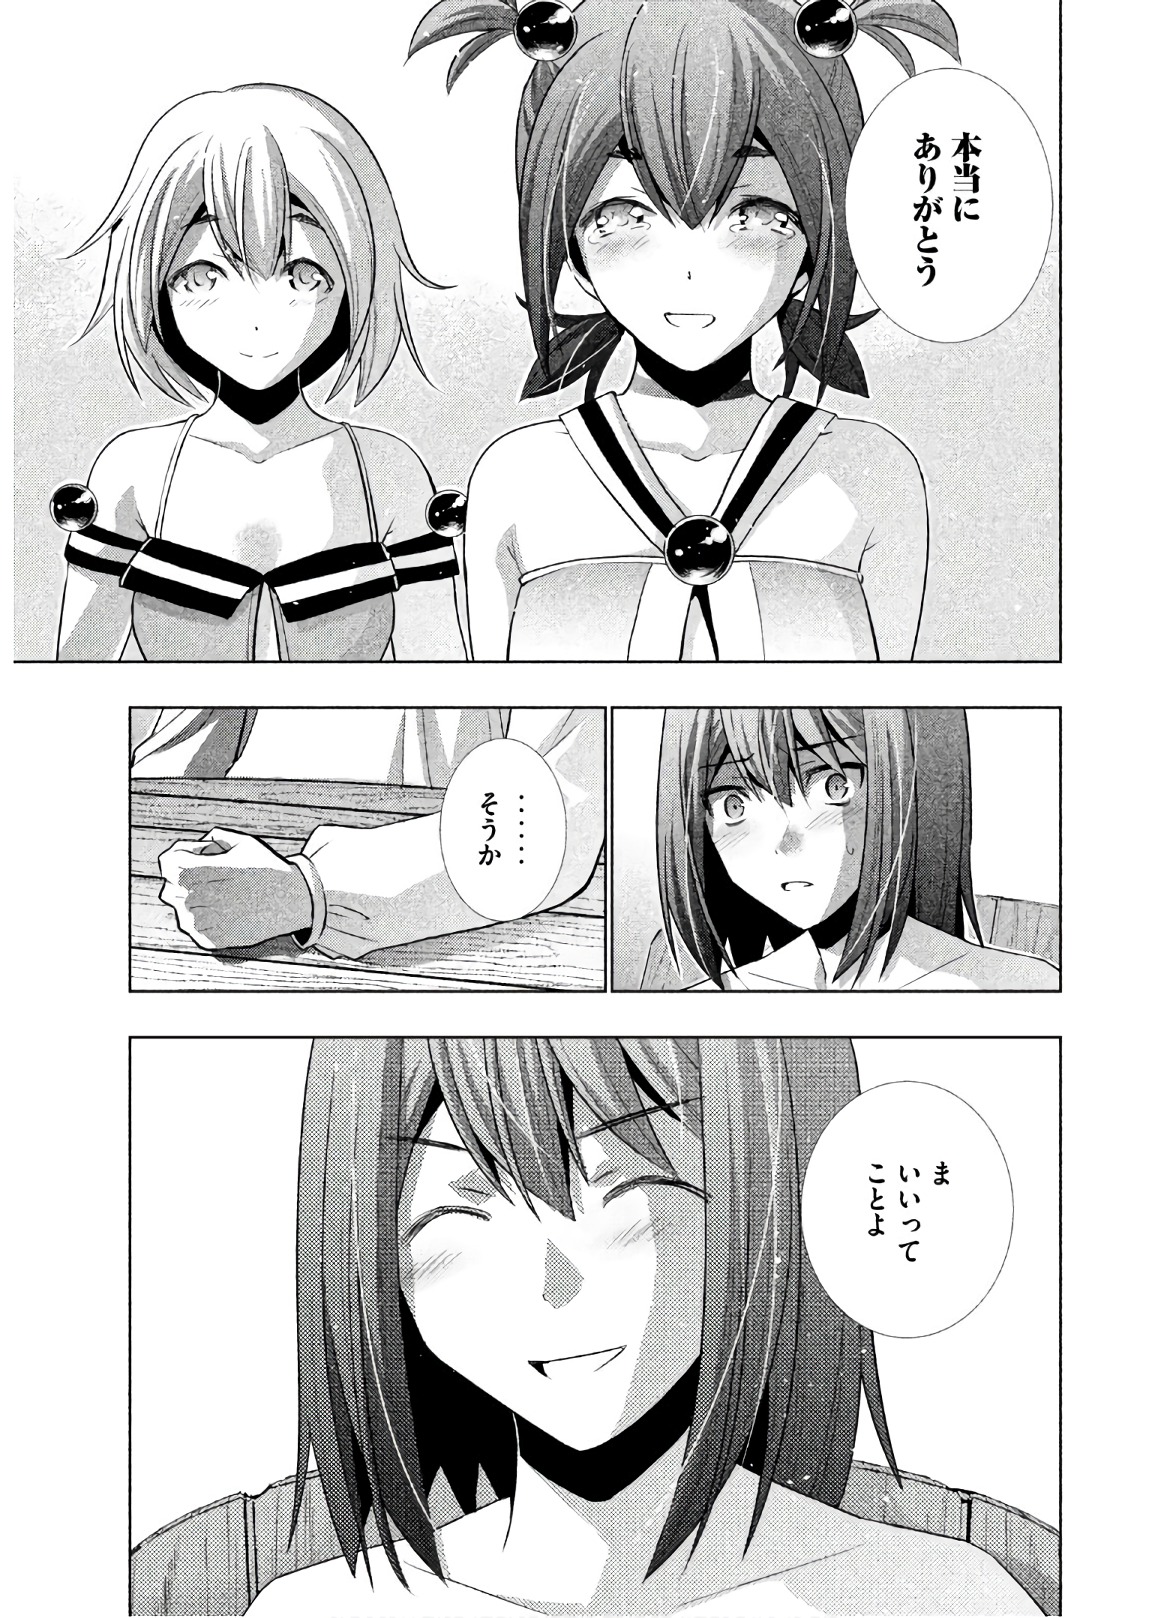 本当に
ありがとう
・・・・・
そうか
ま
いいって
ことよ